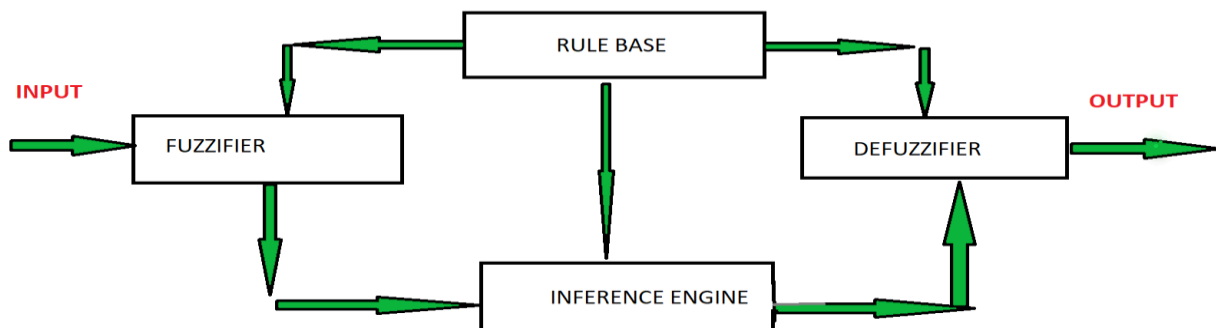 RULE BASE
INPUT
OUTPUT
FUZZIFIER
DEFUZZIFIER
INFERENCE ENGINE